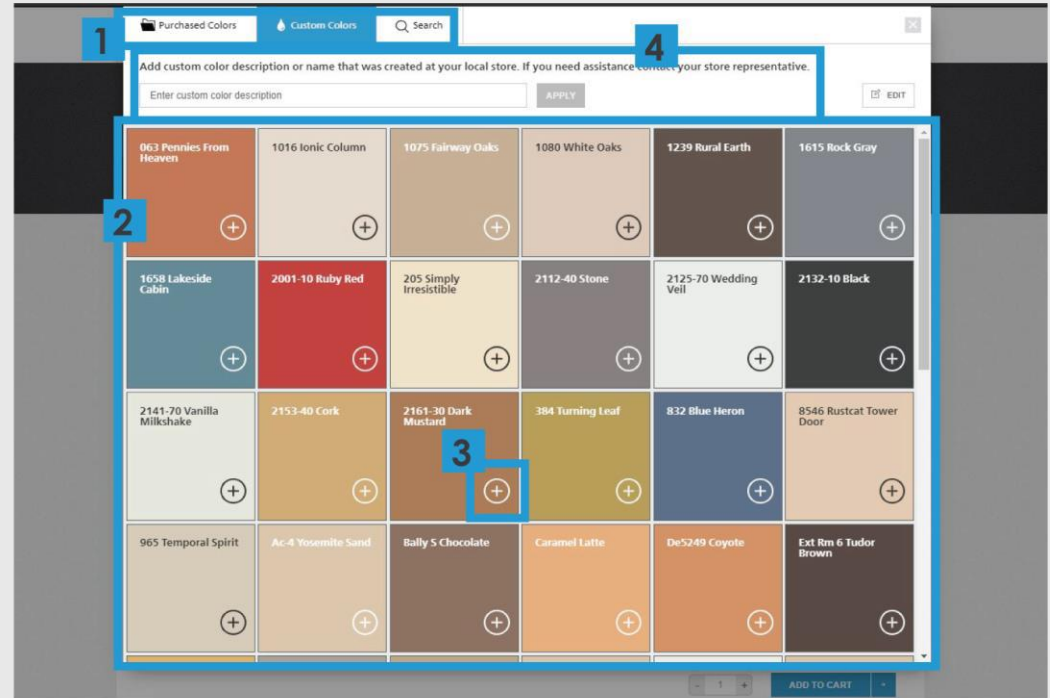 1
Purchased Colors
Custom Colors
Search
4
Add custom color description or name that was created at your local store. If you need assistance contact your store representative.
Enter custom color description
APPLY
EDIT
2
063 Pennies From
Heaven
1016 Ionic Column
1075 Fairway Oaks
1080 White Oaks
1239 Rural Earth
1615 Rock Gray
1658 Lakeside
Cabin
2001-10 Ruby Red
205 Simply
Irresistible
2112-40 Stone
2125-70 Wedding
Veil
2132-10 Black
2141-70 Vanilla
Milkshake
2153-40 Cork
2161-30 Dark
Mustard
3
384 Turning Leaf
832 Blue Heron
8546 Rustcat Tower
Door
965 Temporal Spirit
Ac-4 Yosemite Sand
Bally S Chocolate
Caramel Latte
De5249 Coyote
Ext Rm 6 Tudor
Brown
- 1 +
ADD TO CART